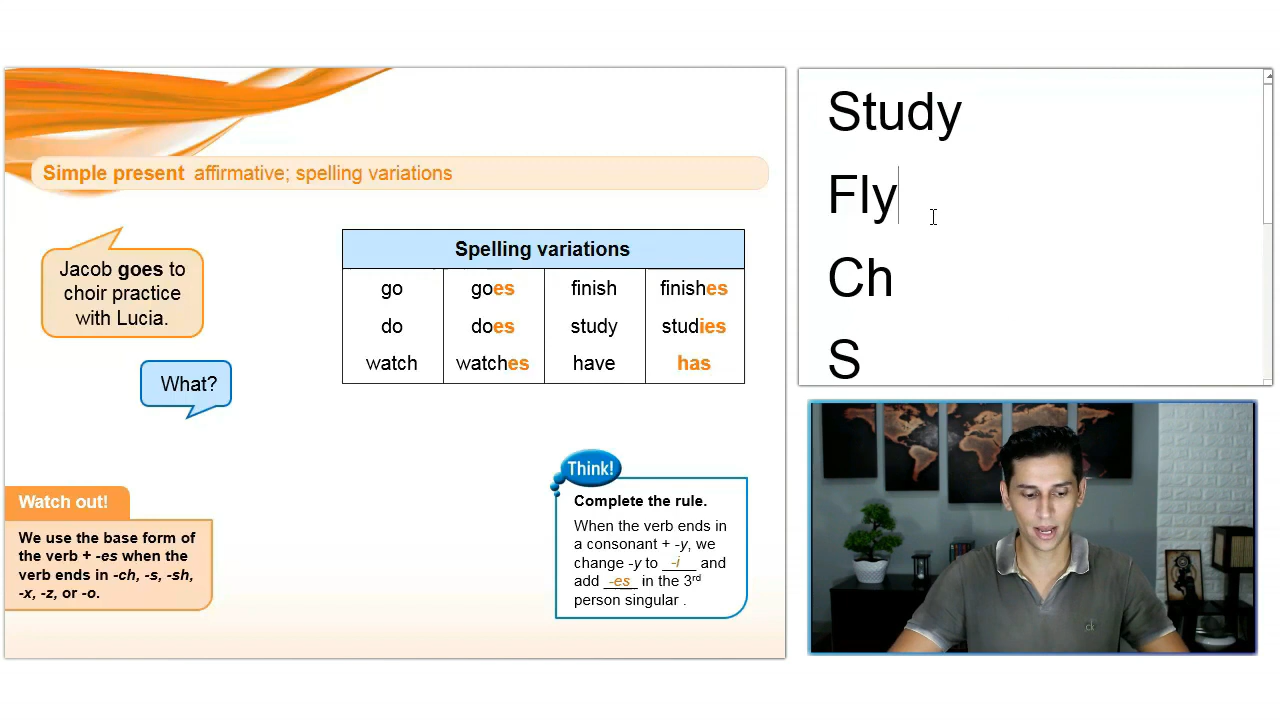 Simple present affirmative; spelling variations
Jacob goes to
choir practice
with Lucia.
What?
Spelling variations
go goes finish finishes
do does study studies
watch watches have has
Watch out!
We use the base form of
the verb + -es when the
verb ends in -ch, -s, -sh,
-x, -z, or -o.
Think!
Complete the rule.
When the verb ends in
a consonant + -y, we
change -y to __-i__ and
add _-es_ in the 3rd
person singular .
Study
Fly
Ch
S